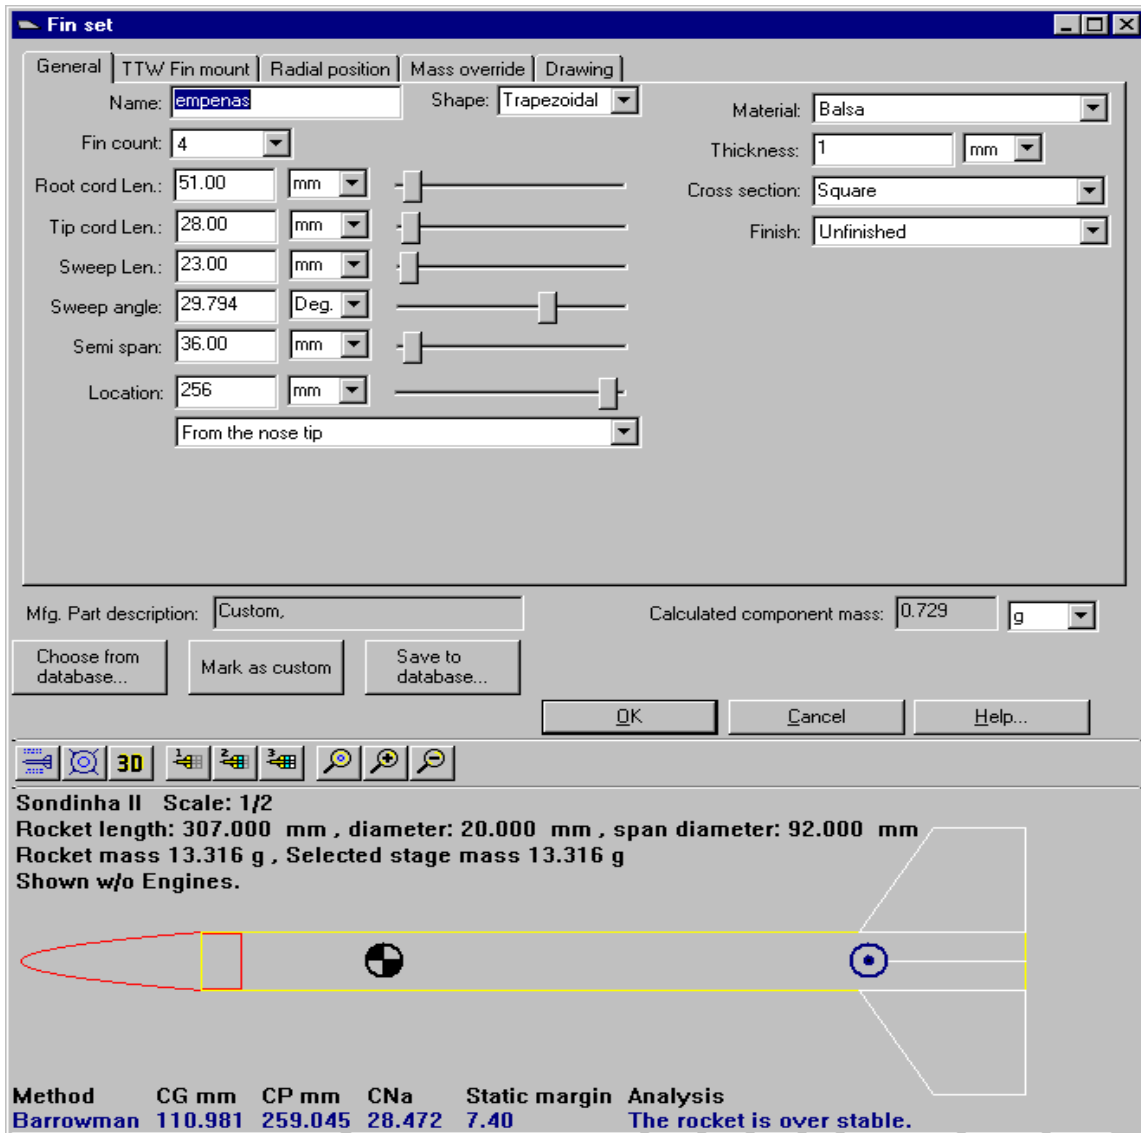 Fin set
General TTW Fin mount Radial position Mass override Drawing
Name: empenas Shape: Trapezoidal Material: Balsa
Fin count: 4 Thickness: 1 mm
Root cord Len.: 51.00 mm Cross section: Square
Tip cord Len.: 28.00 mm Finish: Unfinished
Sweep Len.: 23.00 mm
Sweep angle: 29.794 Deg.
Semi span: 36.00 mm
Location: 256 mm
From the nose tip
Mfg. Part description: Custom, Calculated component mass: 0.729 g
Choose from database... Mark as custom Save to database...
OK Cancel Help...
3D 1 2 3
Sondinha II Scale: 1/2
Rocket length: 307.000 mm , diameter: 20.000 mm , span diameter: 92.000 mm
Rocket mass 13.316 g , Selected stage mass 13.316 g
Shown w/o Engines.
Method CG mm CP mm CNa Static margin Analysis
Barrowman 110.981 259.045 28.472 7.40 The rocket is over stable.